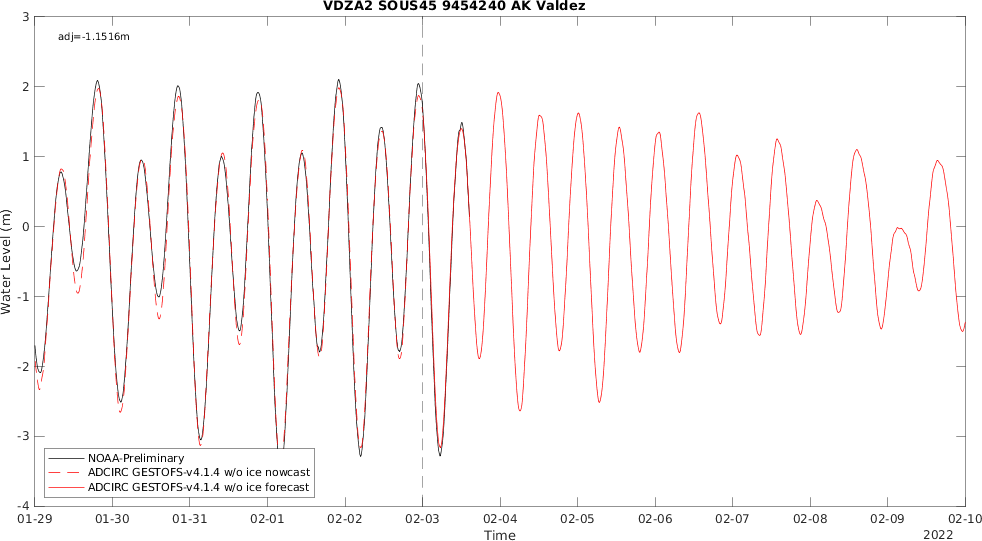 VDZA2 SOUS45 9454240 AK Valdez
adj=-1.1516m
3
2
1
0
-1
-2
-3
-4
Water Level (m)
NOAA-Preliminary
ADCIRC GESTOFS-v4.1.4 w/o ice nowcast
ADCIRC GESTOFS-v4.1.4 w/o ice forecast
01-29 01-30 01-31 02-01 02-02 02-03 02-04 02-05 02-06 02-07 02-08 02-09 02-10
Time
2022